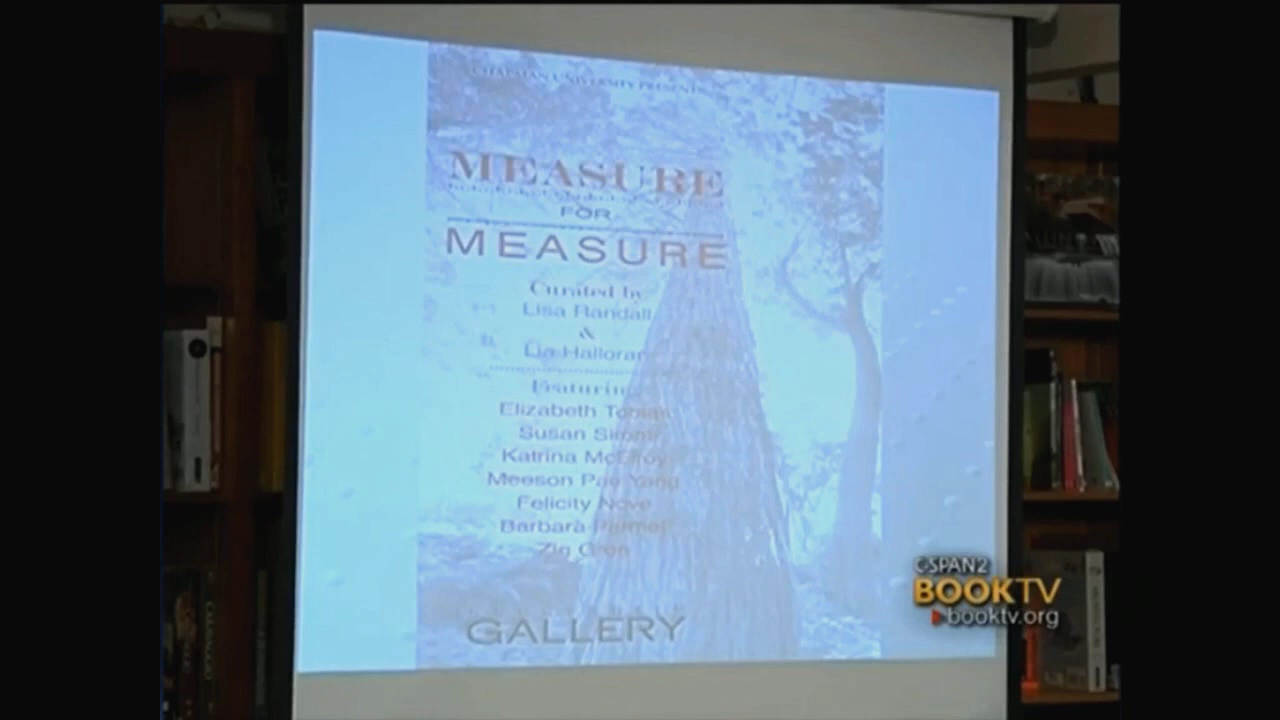 CHAPMAN UNIVERSITY PRESENTS
MEASURE
FOR
MEASURE
Curated by
Lisa Randall
&
Lia Halloran
Featuring
Elizabeth Tobias
Susan Sironi
Katrina McElroy
Meeson Pae Yang
Felicity Nove
Barbara Parmet
Zig Gron
GALLERY
C-SPAN2
BOOKTV
booktv.org